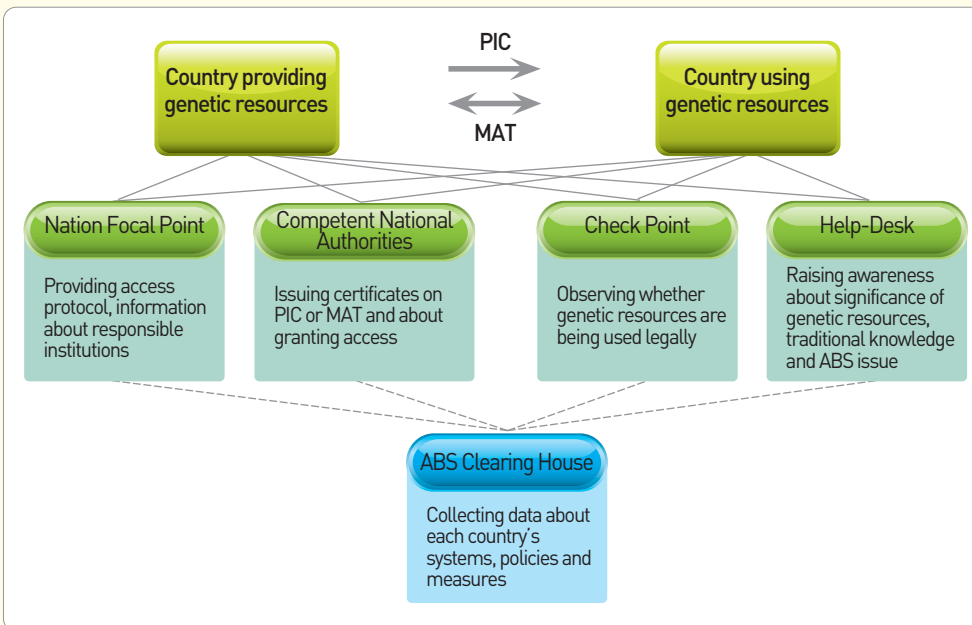 PIC
Country providing
genetic resources
Country using
genetic resources
MAT
Nation Focal Point
Providing access
protocol, information
about responsible
institutions
Competent National
Authorities
Issuing certificates on
PIC or MAT and about
granting access
Check Point
Observing whether
genetic resources are
being used legally
Help-Desk
Raising awareness
about significance of
genetic resources,
traditional knowledge
and ABS issue
ABS Clearing House
Collecting data about
each country's
systems, policies and
measures